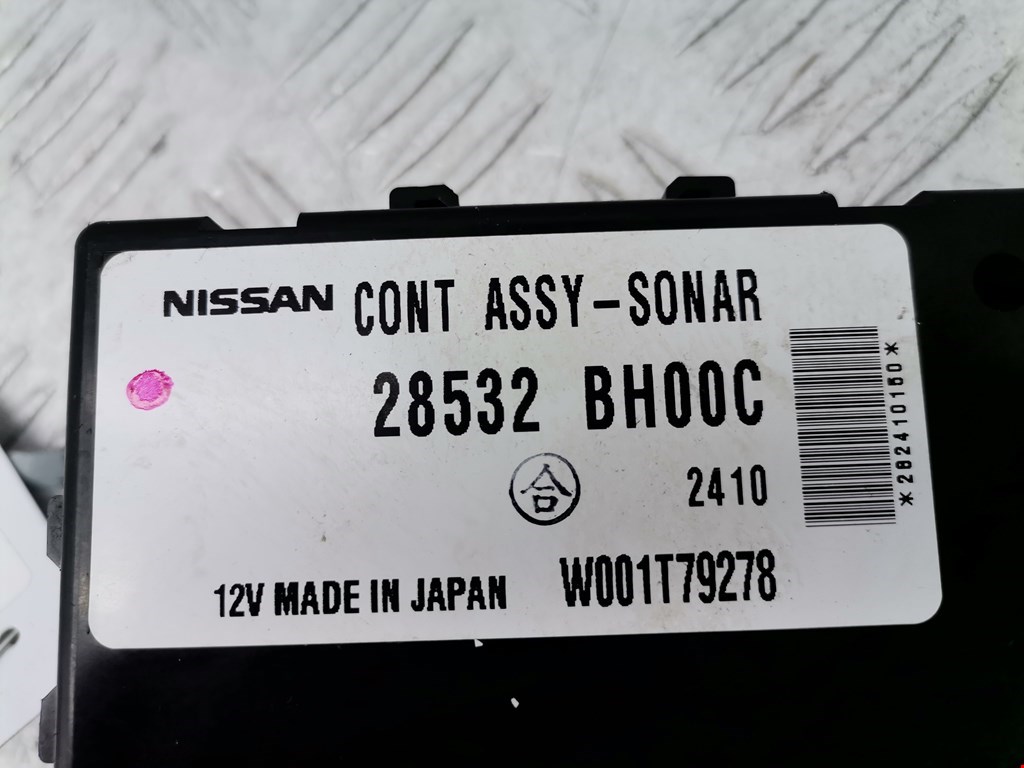 NISSAN CONT ASSY-SONAR
28532 BH00C
合 2410
12V MADE IN JAPAN W001T79278
*282410150*